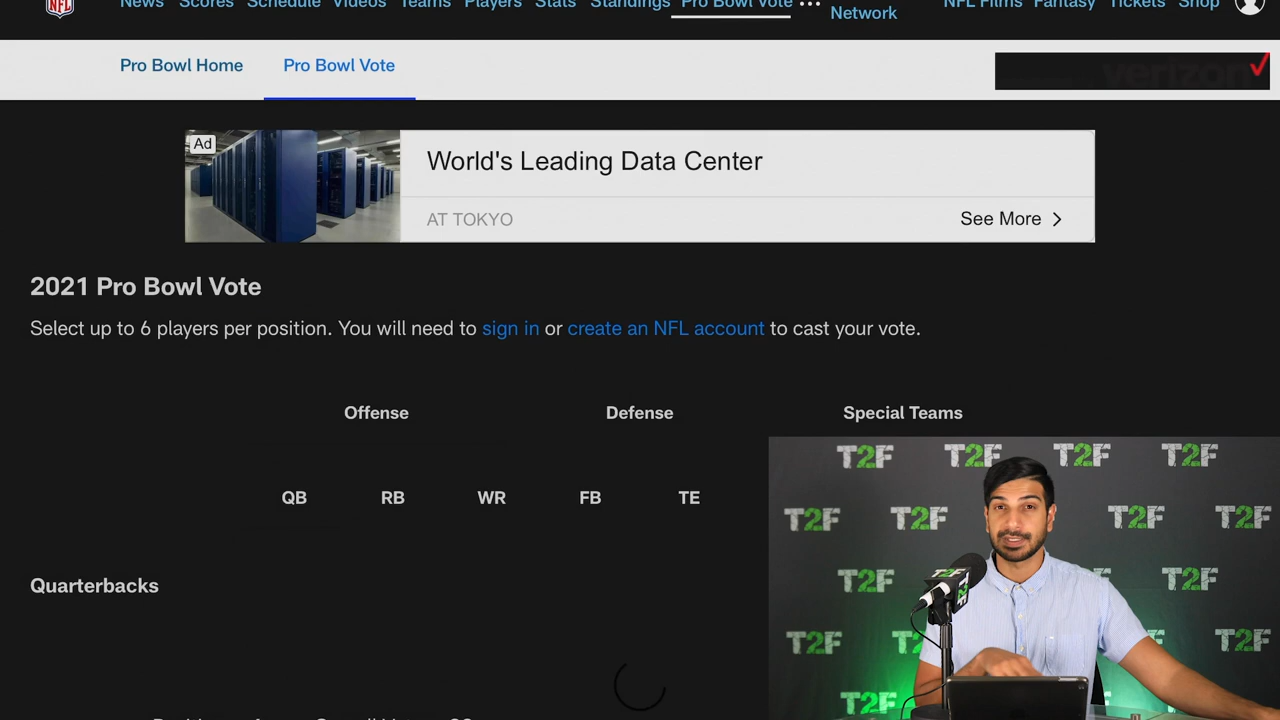 NFL
News Scores Schedule Videos Teams Players Stats Standings Pro Bowl Vote ••• Network NFL Films Fantasy Tickets Shop
Pro Bowl Home Pro Bowl Vote
verizon
Ad
World's Leading Data Center
AT TOKYO
See More
2021 Pro Bowl Vote
Select up to 6 players per position. You will need to sign in or create an NFL account to cast your vote.
Offense Defense Special Teams
QB RB WR FB TE
Quarterbacks
T2F T2F T2F T2F
T2F T2F T2F T2F
T2F T2F
T2F
T2F T2F
T2F